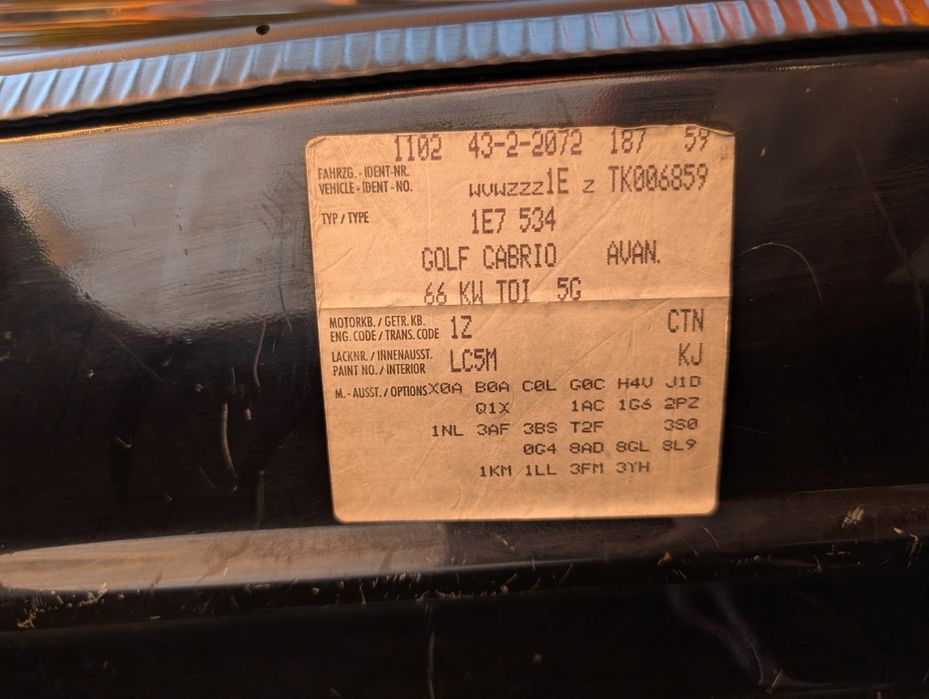 1102 43-2-2072 187 59
FAHRZG. - IDENT-NR.
VEHICLE - IDENT - NO. WVWZZZ1E Z TK006859
TYP / TYPE 1E7 534
GOLF CABRIO AVAN.
66 KW TDI 5G
MOTORKB. / GETR. KB.
ENG. CODE / TRANS. CODE 1Z CTN
LACKNR. / INNENAUSST.
PAINT NO. / INTERIOR LC5M KJ
M. - AUSST. / OPTIONS X0A B0A C0L G0C H4V J1D
Q1X 1AC 1G6 2PZ
1NL 3AF 3BS T2F 3S0
0G4 8AD 8GL 8L9
1KM 1LL 3FM 3YH